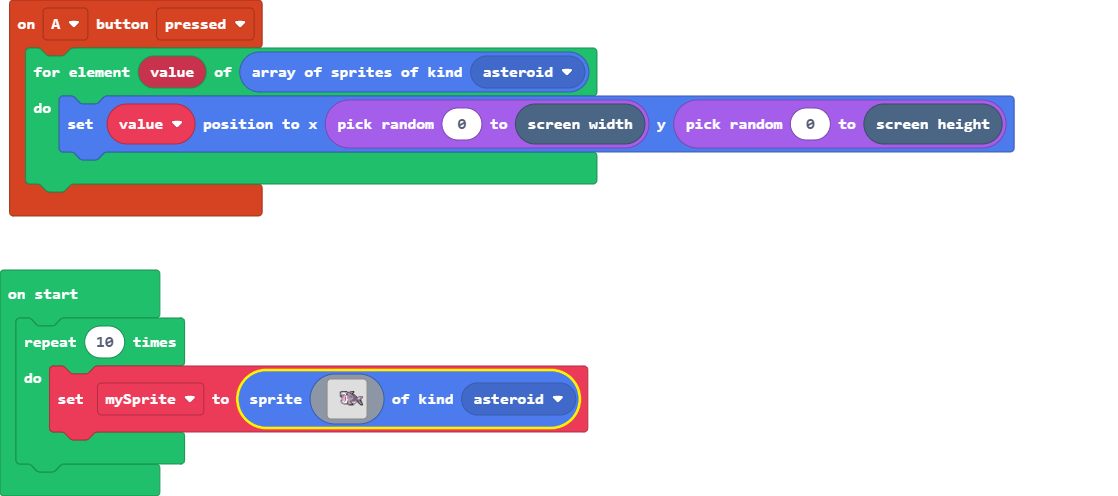 on A button pressed
for element value of array of sprites of kind asteroid
do
set value position to x pick random 0 to screen width y pick random 0 to screen height
on start
repeat 10 times
do
set mySprite to sprite of kind asteroid